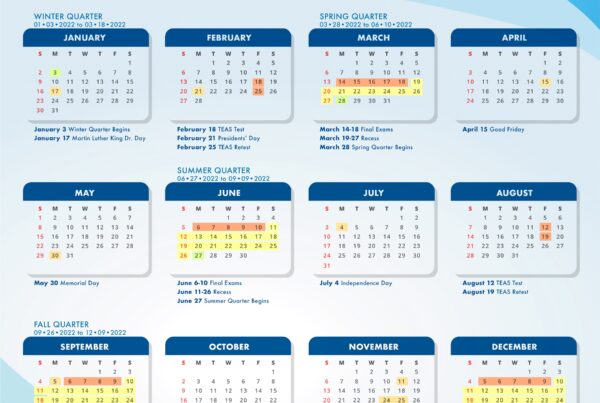 WINTER QUARTER
01•03•2022 to 03•18•2022
JANUARY
S M T W T F S
1
2 3 4 5 6 7 8
9 10 11 12 13 14 15
16 17 18 19 20 21 22
23 24 25 26 27 28 29
30 31
January 3 Winter Quarter Begins
January 17 Martin Luther King Dr. Day
FEBRUARY
S M T W T F S
1 2 3 4 5
6 7 8 9 10 11 12
13 14 15 16 17 18 19
20 21 22 23 24 25 26
27 28
February 18 TEAS Test
February 21 Presidents' Day
February 25 TEAS Retest
SPRING QUARTER
03•28•2022 to 06•10•2022
MARCH
S M T W T F S
1 2 3 4 5
6 7 8 9 10 11 12
13 14 15 16 17 18 19
20 21 22 23 24 25 26
27 28 29 30 31
March 14-18 Final Exams
March 19-27 Recess
March 28 Spring Quarter Begins
APRIL
S M T W T F S
1 2
3 4 5 6 7 8 9
10 11 12 13 14 15 16
17 18 19 20 21 22 23
24 25 26 27 28 29 30
April 15 Good Friday
MAY
S M T W T F S
1 2 3 4 5 6 7
8 9 10 11 12 13 14
15 16 17 18 19 20 21
22 23 24 25 26 27 28
29 30 31
May 30 Memorial Day
SUMMER QUARTER
06•27•2022 to 09•09•2022
JUNE
S M T W T F S
1 2 3 4
5 6 7 8 9 10 11
12 13 14 15 16 17 18
19 20 21 22 23 24 25
26 27 28 29 30
June 6-10 Final Exams
June 11-26 Recess
June 27 Summer Quarter Begins
JULY
S M T W T F S
1 2
3 4 5 6 7 8 9
10 11 12 13 14 15 16
17 18 19 20 21 22 23
24 25 26 27 28 29 30
31
July 4 Independence Day
AUGUST
S M T W T F S
1 2 3 4 5 6
7 8 9 10 11 12 13
14 15 16 17 18 19 20
21 22 23 24 25 26 27
28 29 30 31
August 12 TEAS Test
August 19 TEAS Retest
FALL QUARTER
09•26•2022 to 12•09•2022
SEPTEMBER
S M T W T F S
1 2 3
4 5 6 7 8 9 10
11 12 13 14 15 16 17
18 19 20 21 22 23 24
OCTOBER
S M T W T F S
1
2 3 4 5 6 7 8
9 10 11 12 13 14 15
16 17 18 19 20 21 22
NOVEMBER
S M T W T F S
1 2 3 4 5
6 7 8 9 10 11 12
13 14 15 16 17 18 19
20 21 22 23 24 25 26
DECEMBER
S M T W T F S
1 2 3
4 5 6 7 8 9 10
11 12 13 14 15 16 17
18 19 20 21 22 23 24